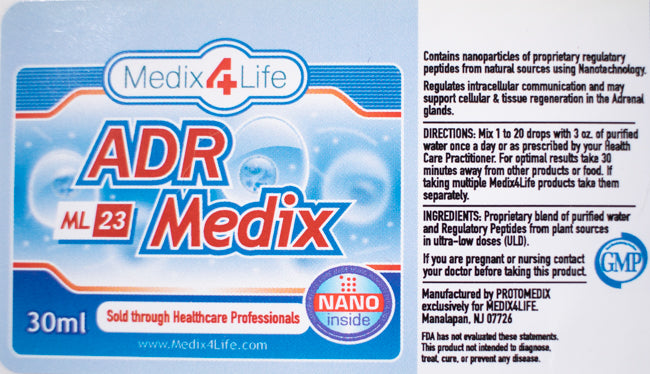 Medix4Life
ADR
ML 23 Medix
30ml
Sold through Healthcare Professionals
NANO
inside
www.Medix4Life.com
Contains nanoparticles of proprietary regulatory
peptides from natural sources using Nanotechnology.
Regulates intracellular communication and may
support cellular & tissue regeneration in the Adrenal
glands.
DIRECTIONS: Mix 1 to 20 drops with 3 oz. of purified
water once a day or as prescribed by your Health
Care Practitioner. For optimal results take 30
minutes away from other products or food. If
taking multiple Medix4Life products take them
separately.
INGREDIENTS: Proprietary blend of purified water
and Regulatory Peptides from plant sources
in ultra-low doses (ULD).
If you are pregnant or nursing contact
your doctor before taking this product.
GMP
Manufactured by PROTOMEDIX
exclusively for MEDIX4LIFE.
Manalapan, NJ 07726
FDA has not evaluated these statements.
This product not intended to diagnose,
treat, cure, or prevent any disease.